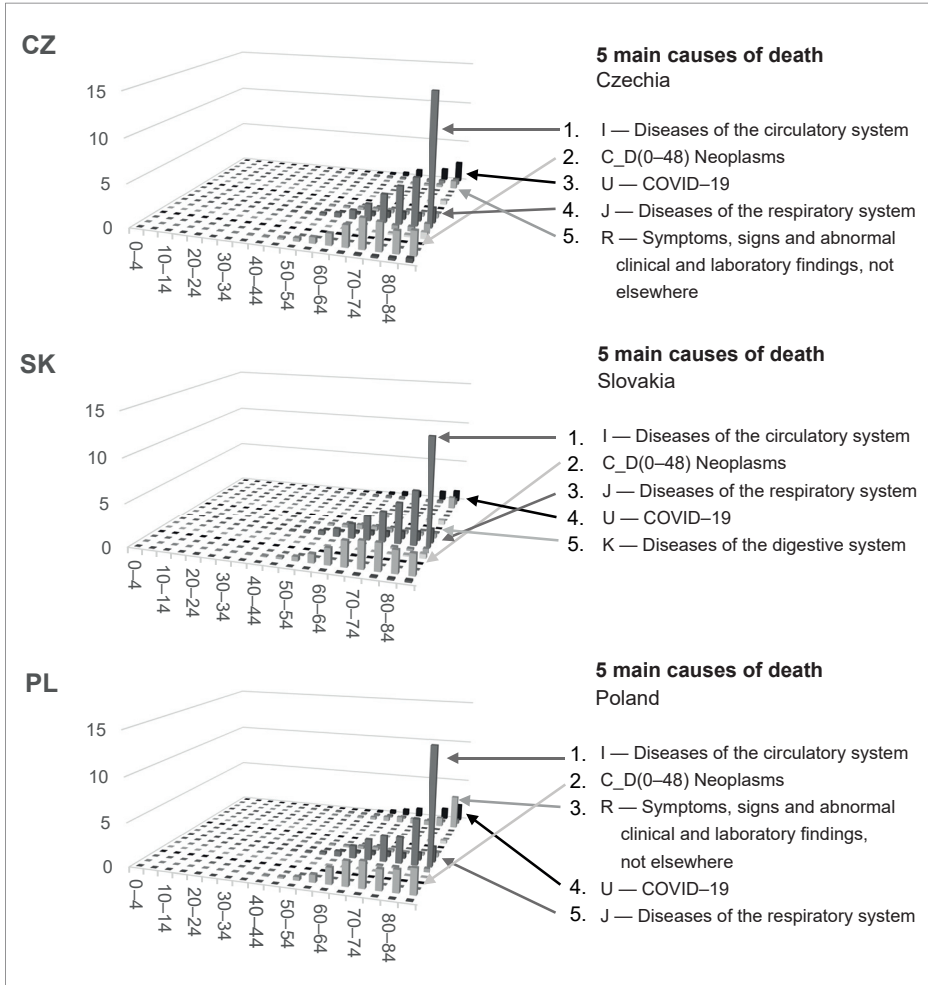 CZ
5 main causes of death
Czechia
15
10
5
0
0–4
10–14
20–24
30–34
40–44
50–54
60–64
70–74
80–84
1. I — Diseases of the circulatory system
2. C_D(0–48) Neoplasms
3. U — COVID–19
4. J — Diseases of the respiratory system
5. R — Symptoms, signs and abnormal
clinical and laboratory findings, not
elsewhere
SK
5 main causes of death
Slovakia
15
10
5
0
0–4
10–14
20–24
30–34
40–44
50–54
60–64
70–74
80–84
1. I — Diseases of the circulatory system
2. C_D(0–48) Neoplasms
3. J — Diseases of the respiratory system
4. U — COVID–19
5. K — Diseases of the digestive system
PL
5 main causes of death
Poland
15
10
5
0
0–4
10–14
20–24
30–34
40–44
50–54
60–64
70–74
80–84
1. I — Diseases of the circulatory system
2. C_D(0–48) Neoplasms
3. R — Symptoms, signs and abnormal
clinical and laboratory findings,
not elsewhere
4. U — COVID–19
5. J — Diseases of the respiratory system